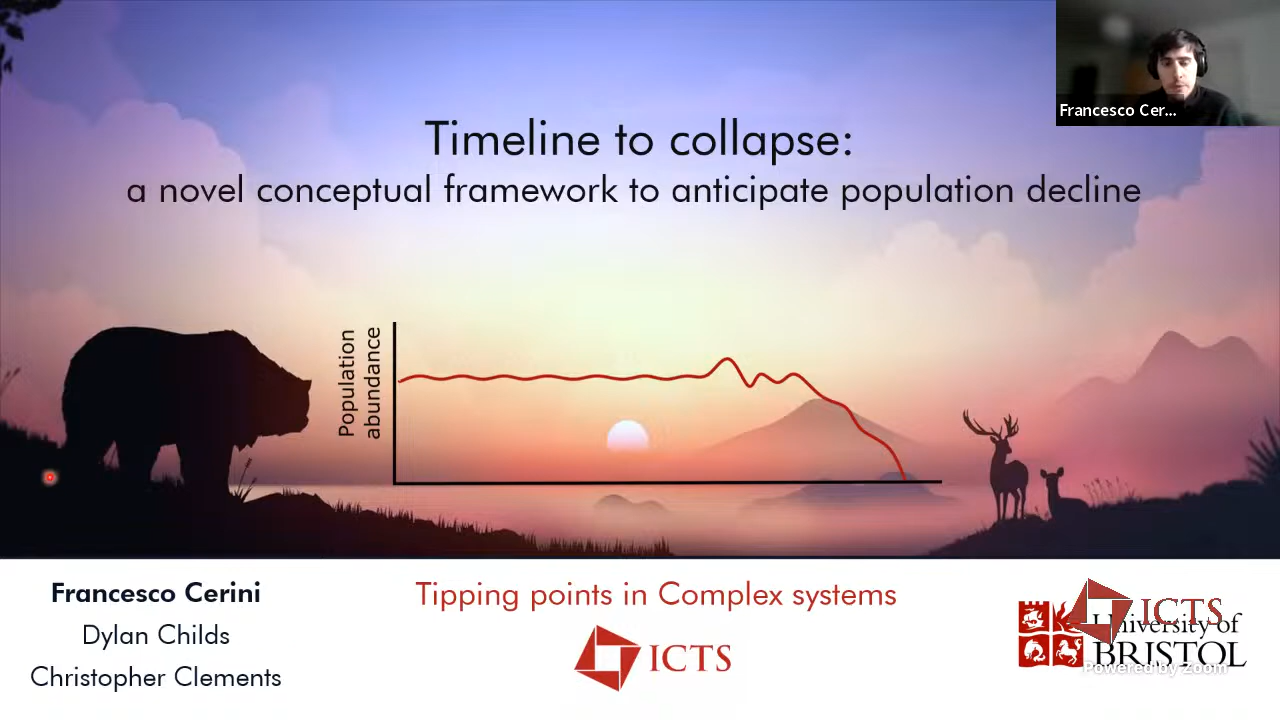 Francesco Cer...
Timeline to collapse:
a novel conceptual framework to anticipate population decline
Population
abundance
Francesco Cerini
Dylan Childs
Christopher Clements
Tipping points in Complex systems
ICTS
ICTS
University of
BRISTOL
Powered by Zoom